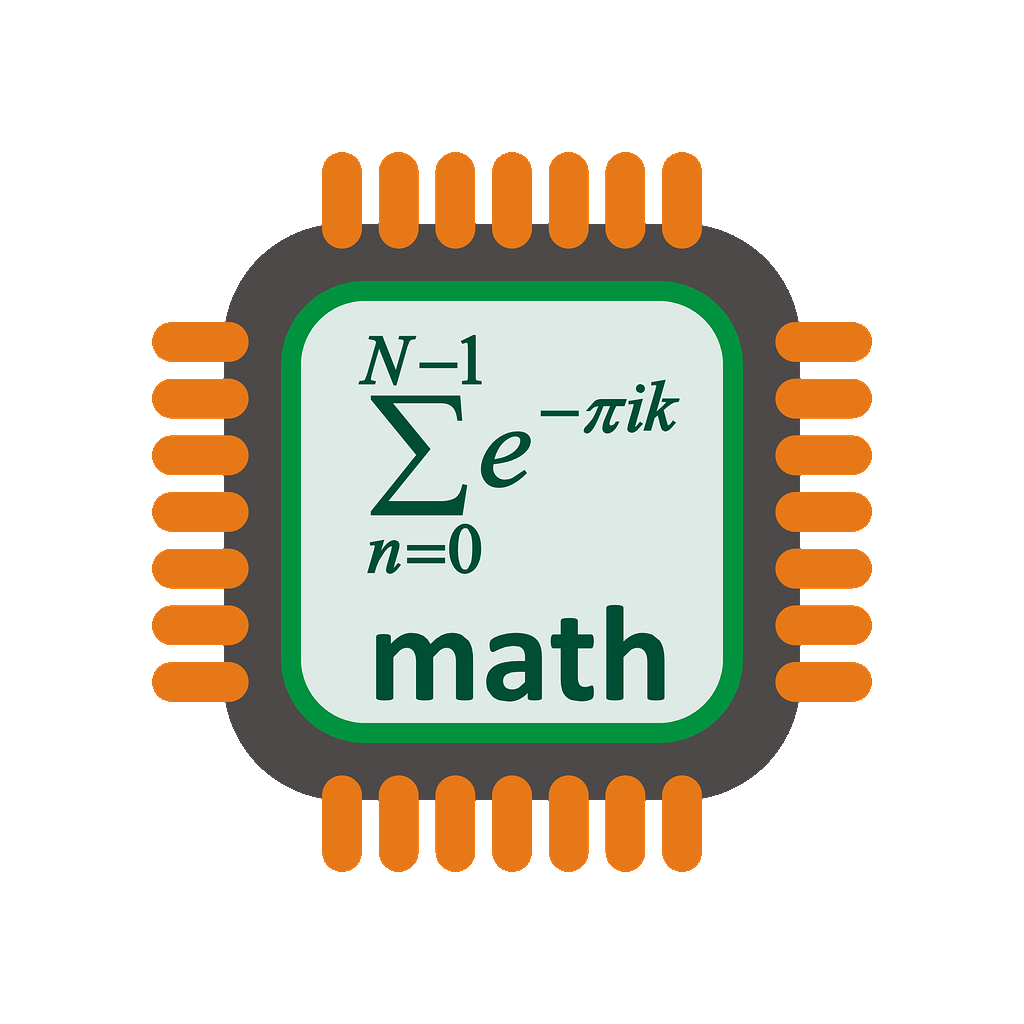 N−1
∑e^−πik
n=0
math